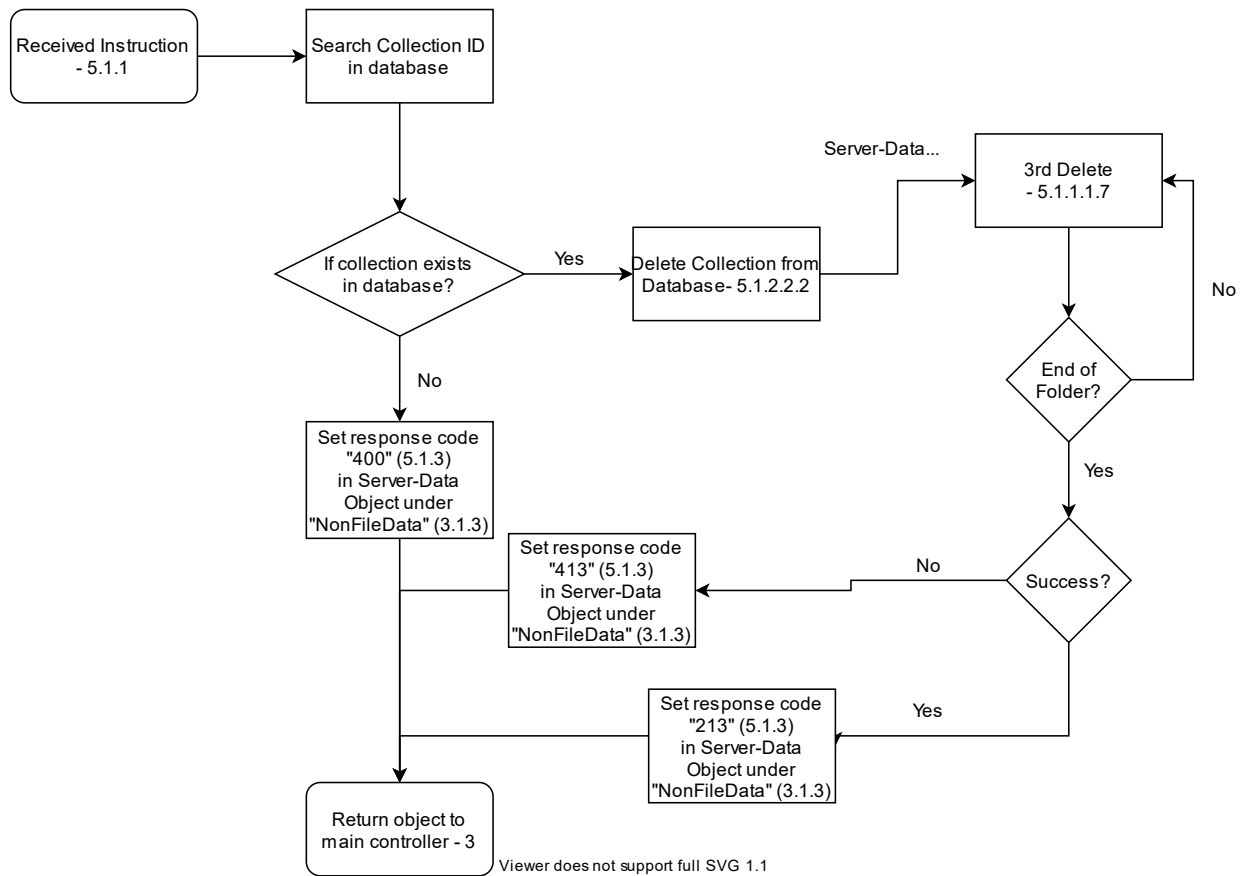 Received Instruction
- 5.1.1
Search Collection ID
in database
Server-Data...
3rd Delete
- 5.1.1.1.7
If collection exists
in database?
Yes
Delete Collection from
Database- 5.1.2.2.2
No
End of
Folder?
No
Yes
Set response code
"400" (5.1.3)
in Server-Data
Object under
"NonFileData" (3.1.3)
Set response code
"413" (5.1.3)
in Server-Data
Object under
"NonFileData" (3.1.3)
No
Success?
Set response code
"213" (5.1.3)
in Server-Data
Object under
"NonFileData" (3.1.3)
Yes
Return object to
main controller - 3
Viewer does not support full SVG 1.1